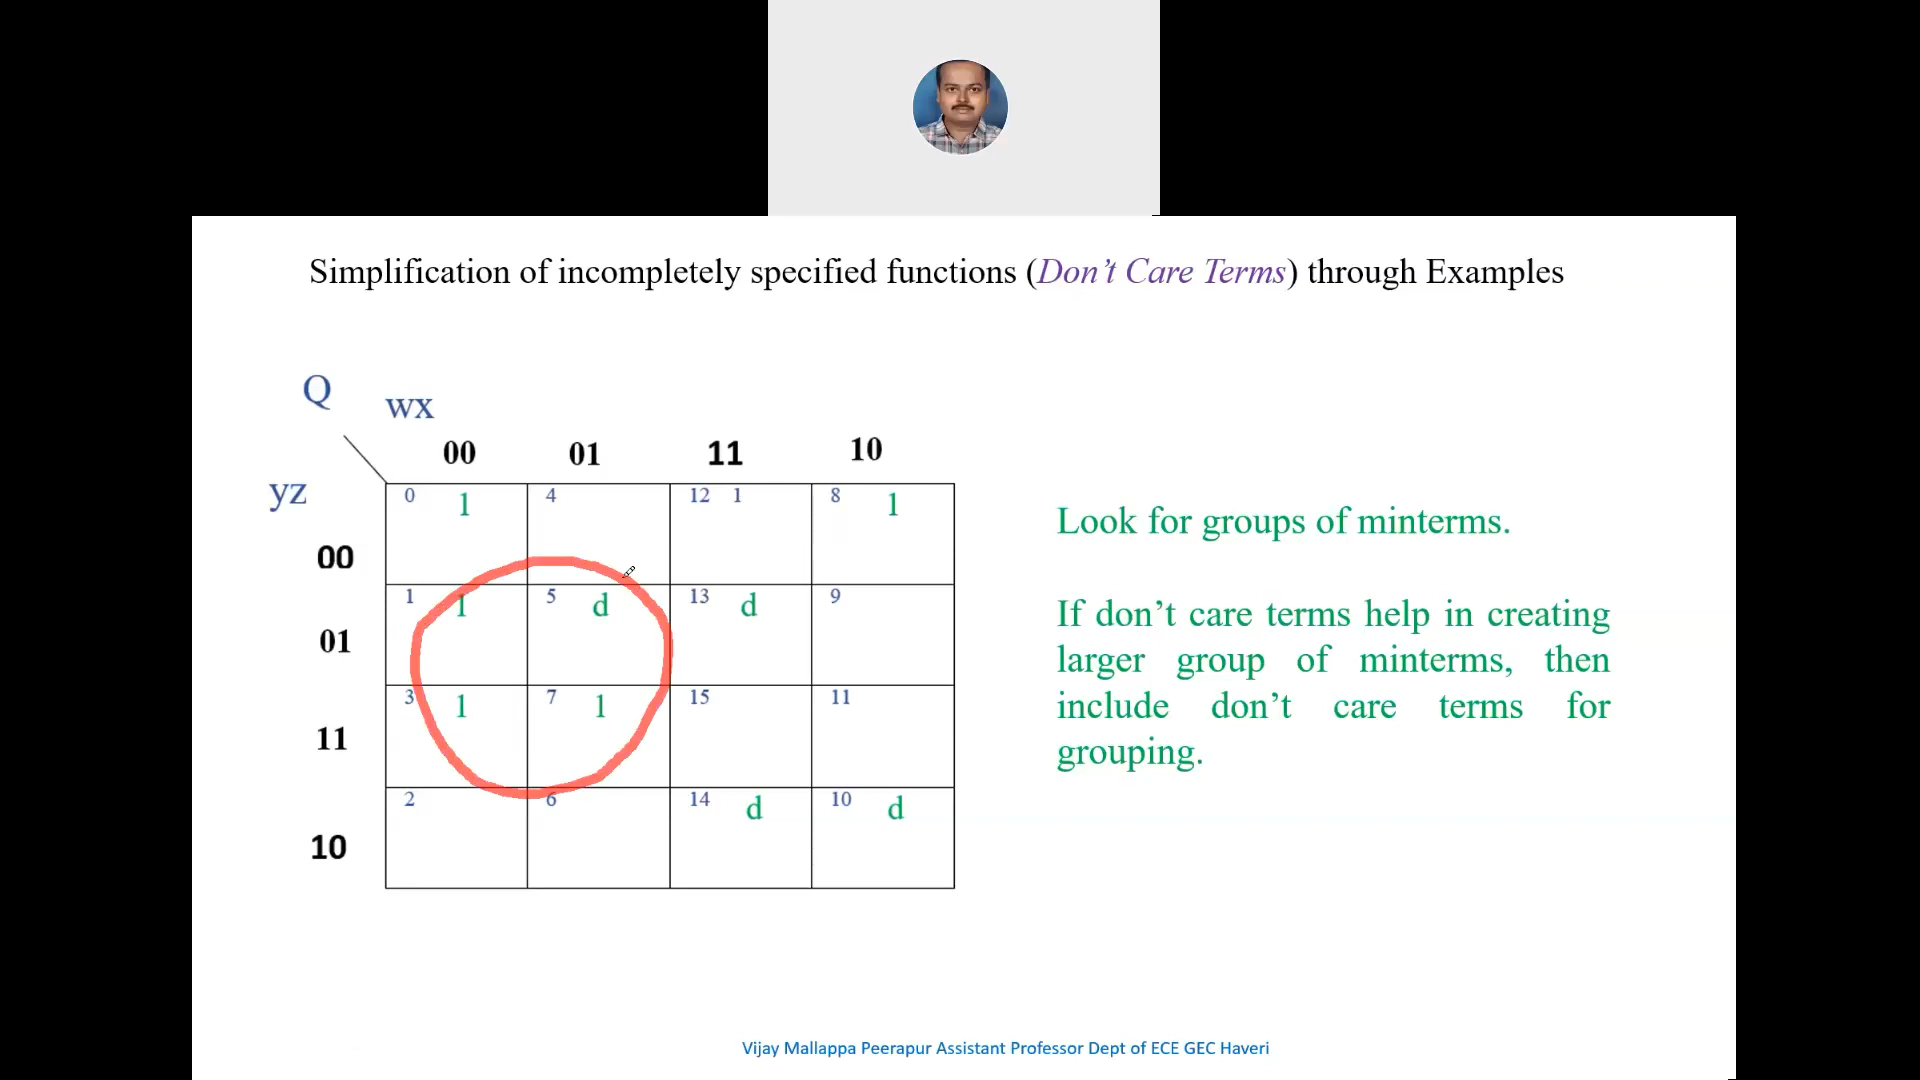 Simplification of incompletely specified functions (Don’t Care Terms) through Examples
Q
wx
00 01 11 10
yz
0 1 4 12 1 8 1
00
1 1 5 d 13 d 9
01
3 1 7 1 15 11
11
2 6 14 d 10 d
10
Look for groups of minterms.
If don’t care terms help in creating
larger group of minterms, then
include don’t care terms for
grouping.
Vijay Mallappa Peerapur Assistant Professor Dept of ECE GEC Haveri